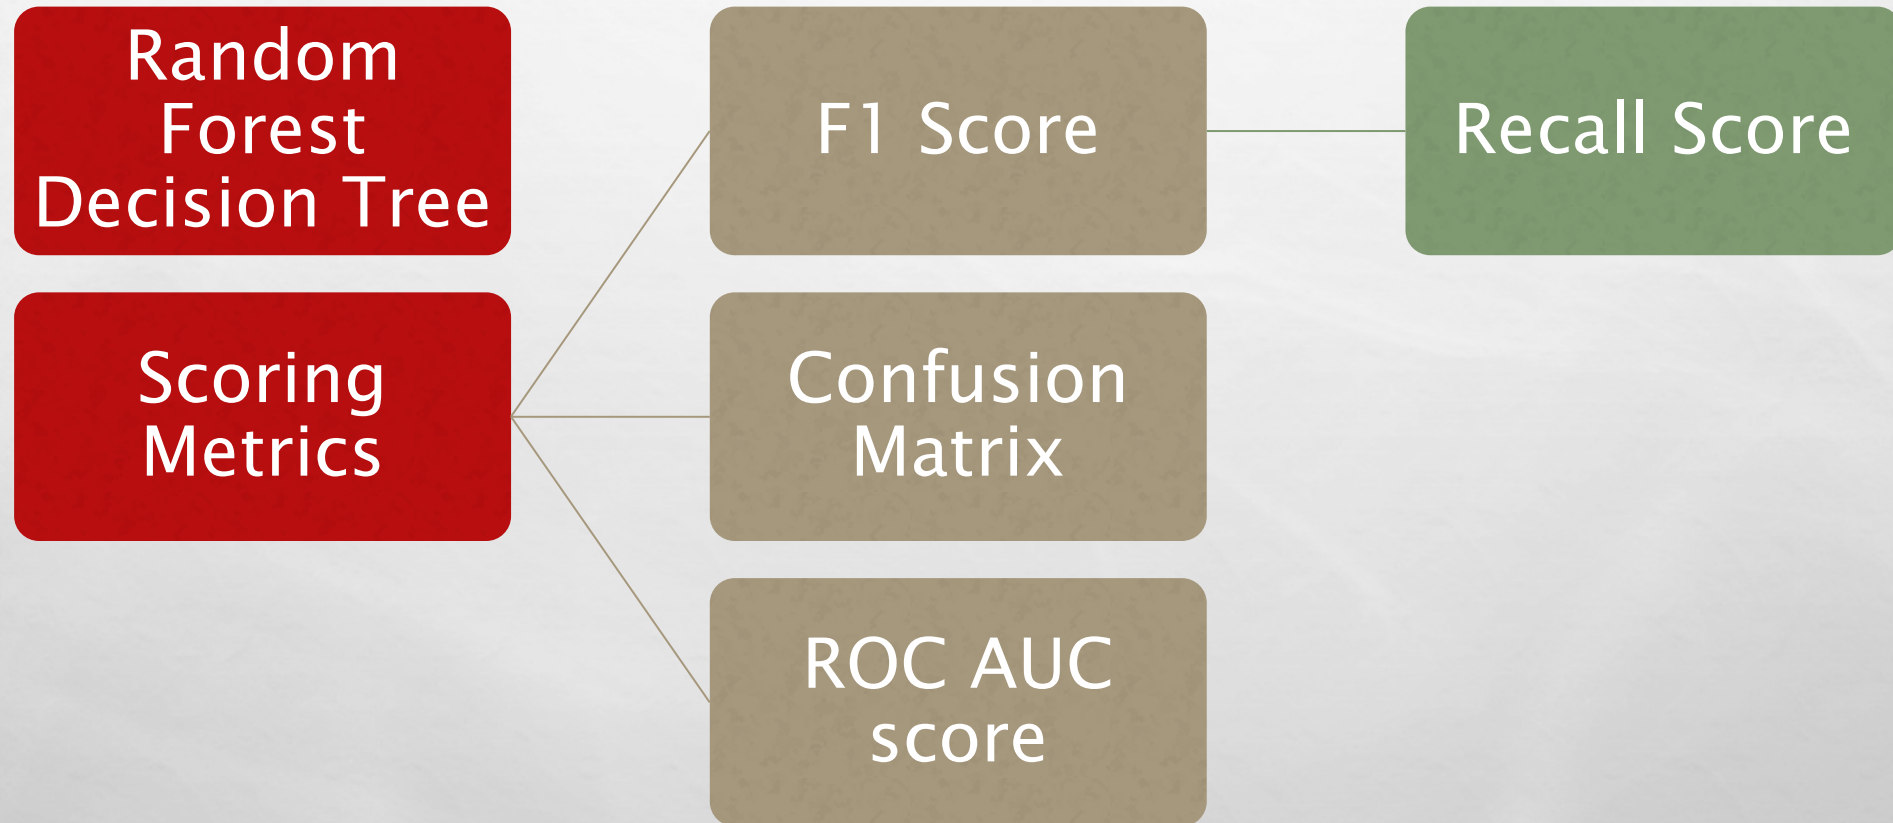 Random
Forest
Decision Tree
Scoring
Metrics
F1 Score
Confusion
Matrix
ROC AUC
score
Recall Score